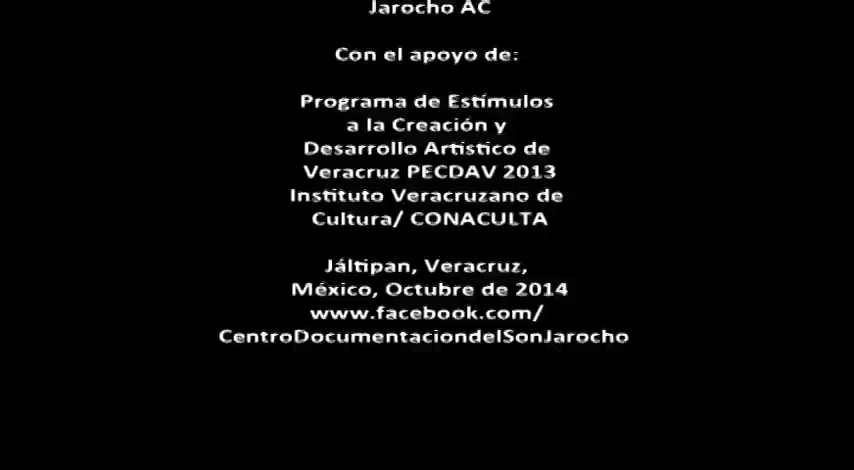 Jarocho AC
Con el apoyo de:
Programa de Estímulos
a la Creación y
Desarrollo Artístico de
Veracruz PECDAV 2013
Instituto Veracruzano de
Cultura/ CONACULTA
Jáltipan, Veracruz,
México, Octubre de 2014
www.facebook.com/
CentroDocumentaciondelSonJarocho